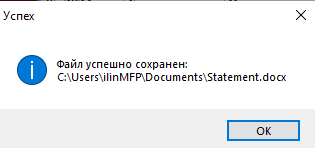 Успех
Файл успешно сохранен:
C:\Users\ilinMFP\Documents\Statement.docx
OK